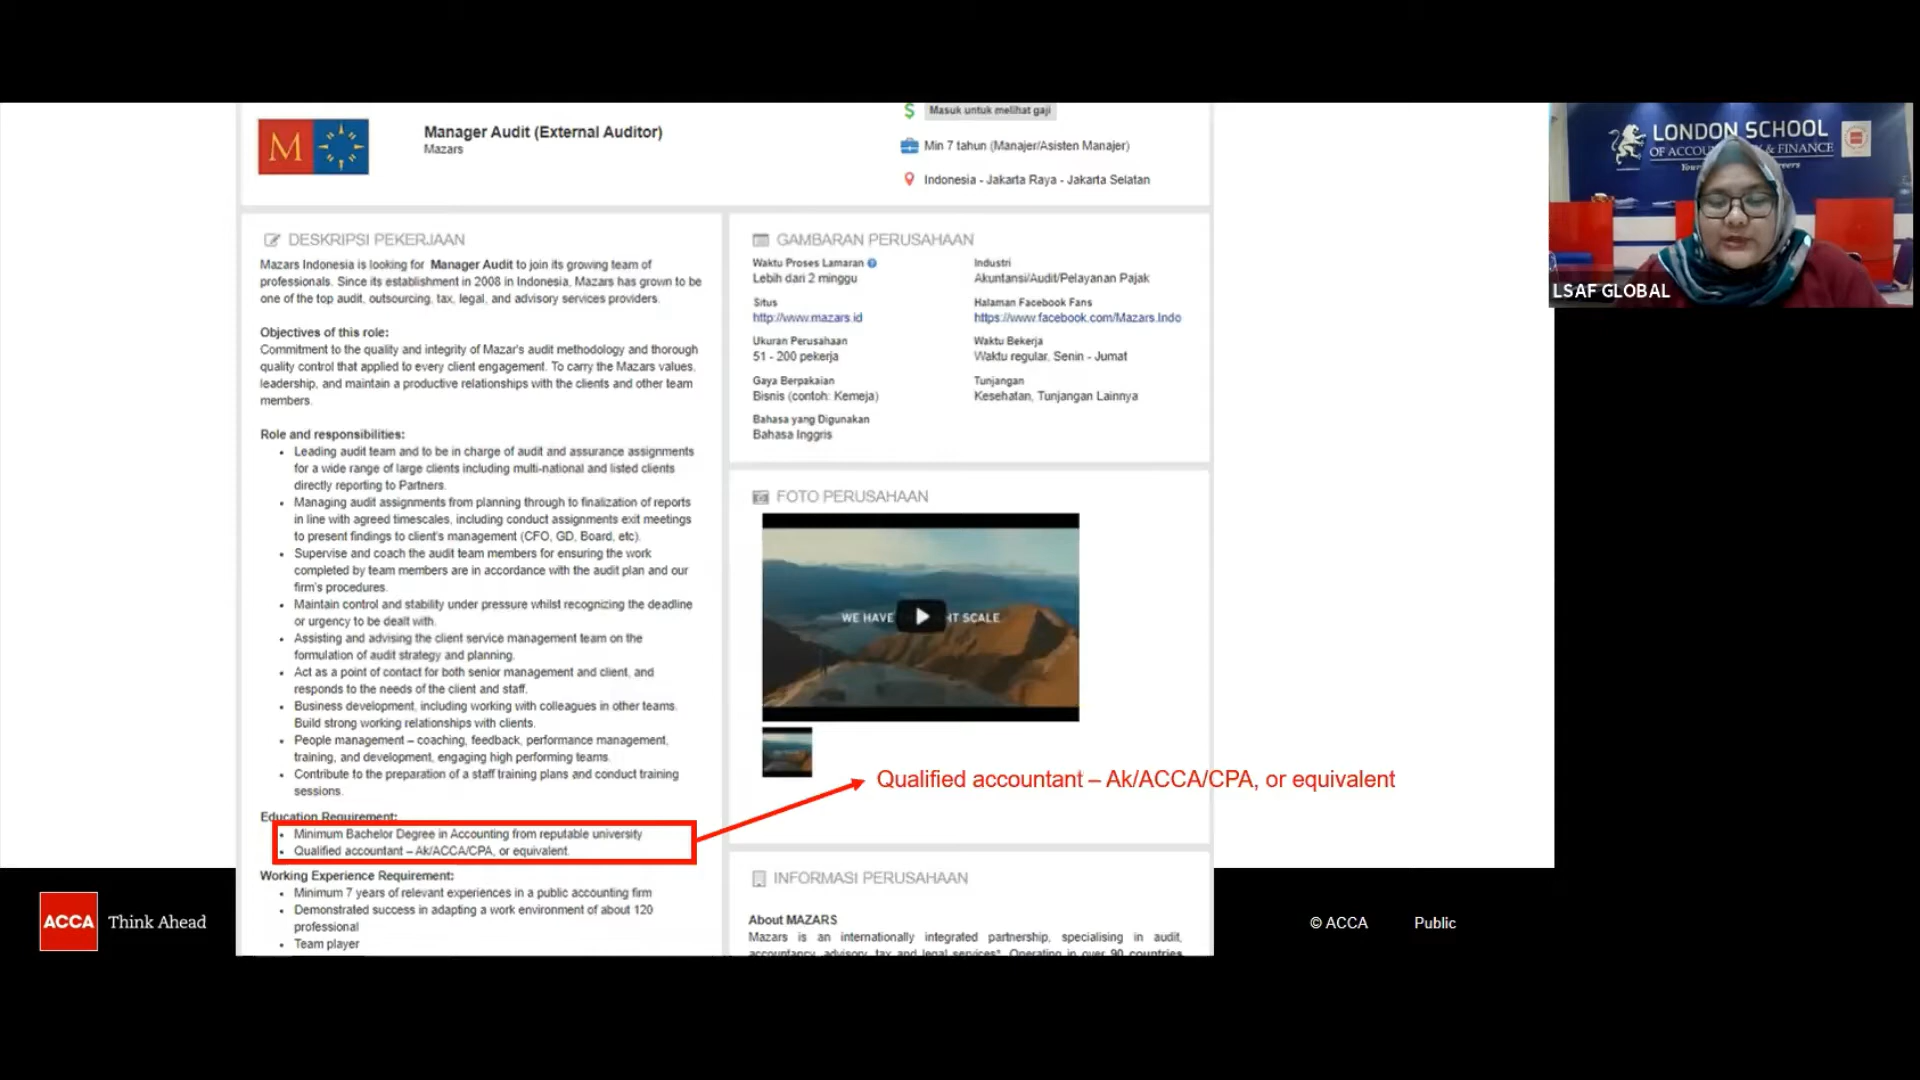 $ Masuk untuk melihat gaji
M
Manager Audit (External Auditor)
Mazars
Min 7 tahun (Manajer/Asisten Manajer)
Indonesia - Jakarta Raya - Jakarta Selatan
DESKRIPSI PEKERJAAN
Mazars Indonesia is looking for Manager Audit to join its growing team of
professionals. Since its establishment in 2008 in Indonesia, Mazars has grown to be
one of the top audit, outsourcing, tax, legal, and advisory services providers.
Objectives of this role:
Commitment to the quality and integrity of Mazar's audit methodology and thorough
quality control that applied to every client engagement. To carry the Mazars values,
leadership, and maintain a productive relationships with the clients and other team
members.
Role and responsibilities:
• Leading audit team and to be in charge of audit and assurance assignments
for a wide range of large clients including multi-national and listed clients
directly reporting to Partners.
• Managing audit assignments from planning through to finalization of reports
in line with agreed timescales, including conduct assignments exit meetings
to present findings to client's management (CFO, GD, Board, etc).
• Supervise and coach the audit team members for ensuring the work
completed by team members are in accordance with the audit plan and our
firm's procedures.
• Maintain control and stability under pressure whilst recognizing the deadline
or urgency to be dealt with.
• Assisting and advising the client service management team on the
formulation of audit strategy and planning.
• Act as a point of contact for both senior management and client, and
responds to the needs of the client and staff.
• Business development, including working with colleagues in other teams.
Build strong working relationships with clients.
• People management – coaching, feedback, performance management,
training, and development, engaging high performing teams.
• Contribute to the preparation of a staff training plans and conduct training
sessions.
Education Requirement:
• Minimum Bachelor Degree in Accounting from reputable university
• Qualified accountant – Ak/ACCA/CPA, or equivalent.
Working Experience Requirement:
• Minimum 7 years of relevant experiences in a public accounting firm
• Demonstrated success in adapting a work environment of about 120
professional
• Team player
GAMBARAN PERUSAHAAN
Waktu Proses Lamaran
Lebih dari 2 minggu
Industri
Akuntansi/Audit/Pelayanan Pajak
Situs
http://www.mazars.id
Halaman Facebook Fans
https://www.facebook.com/Mazars.Indo
Ukuran Perusahaan
51 - 200 pekerja
Waktu Bekerja
Waktu regular, Senin - Jumat
Gaya Berpakaian
Bisnis (contoh: Kemeja)
Tunjangan
Kesehatan, Tunjangan Lainnya
Bahasa yang Digunakan
Bahasa Inggris
FOTO PERUSAHAAN
WE HAVE SCALE
Qualified accountant – Ak/ACCA/CPA, or equivalent
INFORMASI PERUSAHAAN
About MAZARS
Mazars is an internationally integrated partnership, specialising in audit,
accountancy, advisory, tax and legal services*. Operating in over 90 countries
LONDON SCHOOL
OF & FINANCE
LSAF GLOBAL
ACCA Think Ahead
© ACCA Public